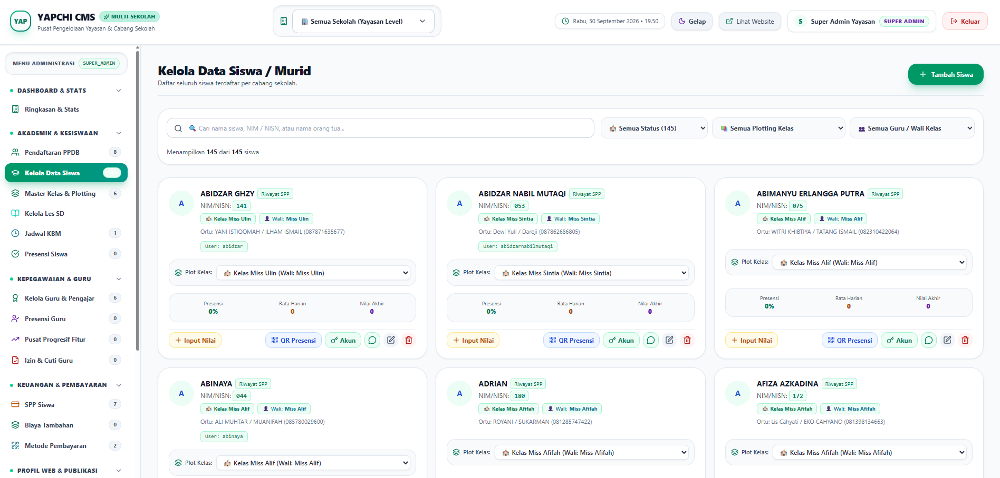 YAP
YAPCHI CMS
MULTI-SEKOLAH
Pusat Pengelolaan Yayasan & Cabang Sekolah
Semua Sekolah (Yayasan Level)
Rabu, 30 September 2026 • 19.50
Gelap
Lihat Website
S Super Admin Yayasan SUPER ADMIN
Keluar
MENU ADMINISTRASI SUPER_ADMIN
DASHBOARD & STATS
Ringkasan & Stats
AKADEMIK & KESISWAAN
Pendaftaran PPDB 8
Kelola Data Siswa
Master Kelas & Plotting 6
Kelola Les SD
Jadwal KBM 1
Presensi Siswa 0
KEPEGAWAIAN & GURU
Kelola Guru & Pengajar 6
Presensi Guru 0
Pusat Progresif Fitur 0
Izin & Cuti Guru 0
KEUANGAN & PEMBAYARAN
SPP Siswa 7
Biaya Tambahan 0
Metode Pembayaran 2
PROFIL WEB & PUBLIKASI
Kelola Data Siswa / Murid
Daftar seluruh siswa terdaftar per cabang sekolah.
+ Tambah Siswa
Cari nama siswa, NIM / NISN, atau nama orang tua...
Semua Status (145)
Semua Plotting Kelas
Semua Guru / Wali Kelas
Menampilkan 145 dari 145 siswa
A
ABIDZAR GHZY Riwayat SPP
NIM/NISN: 141
Kelas Miss Ulin Wali: Miss Ulin
Ortu: YANI ISTIQOMAH / ILHAM ISMAIL (087871635677)
User: abidzar
Plot Kelas: Kelas Miss Ulin (Wali: Miss Ulin)
Presensi Rata Harian Nilai Akhir
0% 0 0
+ Input Nilai QR Presensi Akun
A
ABIDZAR NABIL MUTAQI Riwayat SPP
NIM/NISN: 053
Kelas Miss Sintia Wali: Miss Sintia
Ortu: Dewi Yuli / Daroji (087862686805)
User: abidzarnabilmutaqi
Plot Kelas: Kelas Miss Sintia (Wali: Miss Sintia)
Presensi Rata Harian Nilai Akhir
0% 0 0
+ Input Nilai QR Presensi Akun
A
ABIMANYU ERLANGGA PUTRA Riwayat SPP
NIM/NISN: 075
Kelas Miss Alif Wali: Miss Alif
Ortu: WITRI KHIBTIYA / TATANG ISMAIL (082310422064)
Plot Kelas: Kelas Miss Alif (Wali: Miss Alif)
Presensi Rata Harian Nilai Akhir
0% 0 0
+ Input Nilai QR Presensi Akun
A
ABINAYA Riwayat SPP
NIM/NISN: 044
Kelas Miss Alif Wali: Miss Alif
Ortu: ALI MUHTAR / MUANIFAH (085780029600)
User: abinaya
Plot Kelas: Kelas Miss Alif (Wali: Miss Alif)
A
ADRIAN Riwayat SPP
NIM/NISN: 180
Kelas Miss Afifah Wali: Miss Afifah
Ortu: ROYANI / SUKARMAN (081285747422)
Plot Kelas: Kelas Miss Afifah (Wali: Miss Afifah)
A
AFIZA AZKADINA Riwayat SPP
NIM/NISN: 172
Kelas Miss Afifah Wali: Miss Afifah
Ortu: Lis Cahyati / EKO CAHYANO (081398134663)
Plot Kelas: Kelas Miss Afifah (Wali: Miss Afifah)